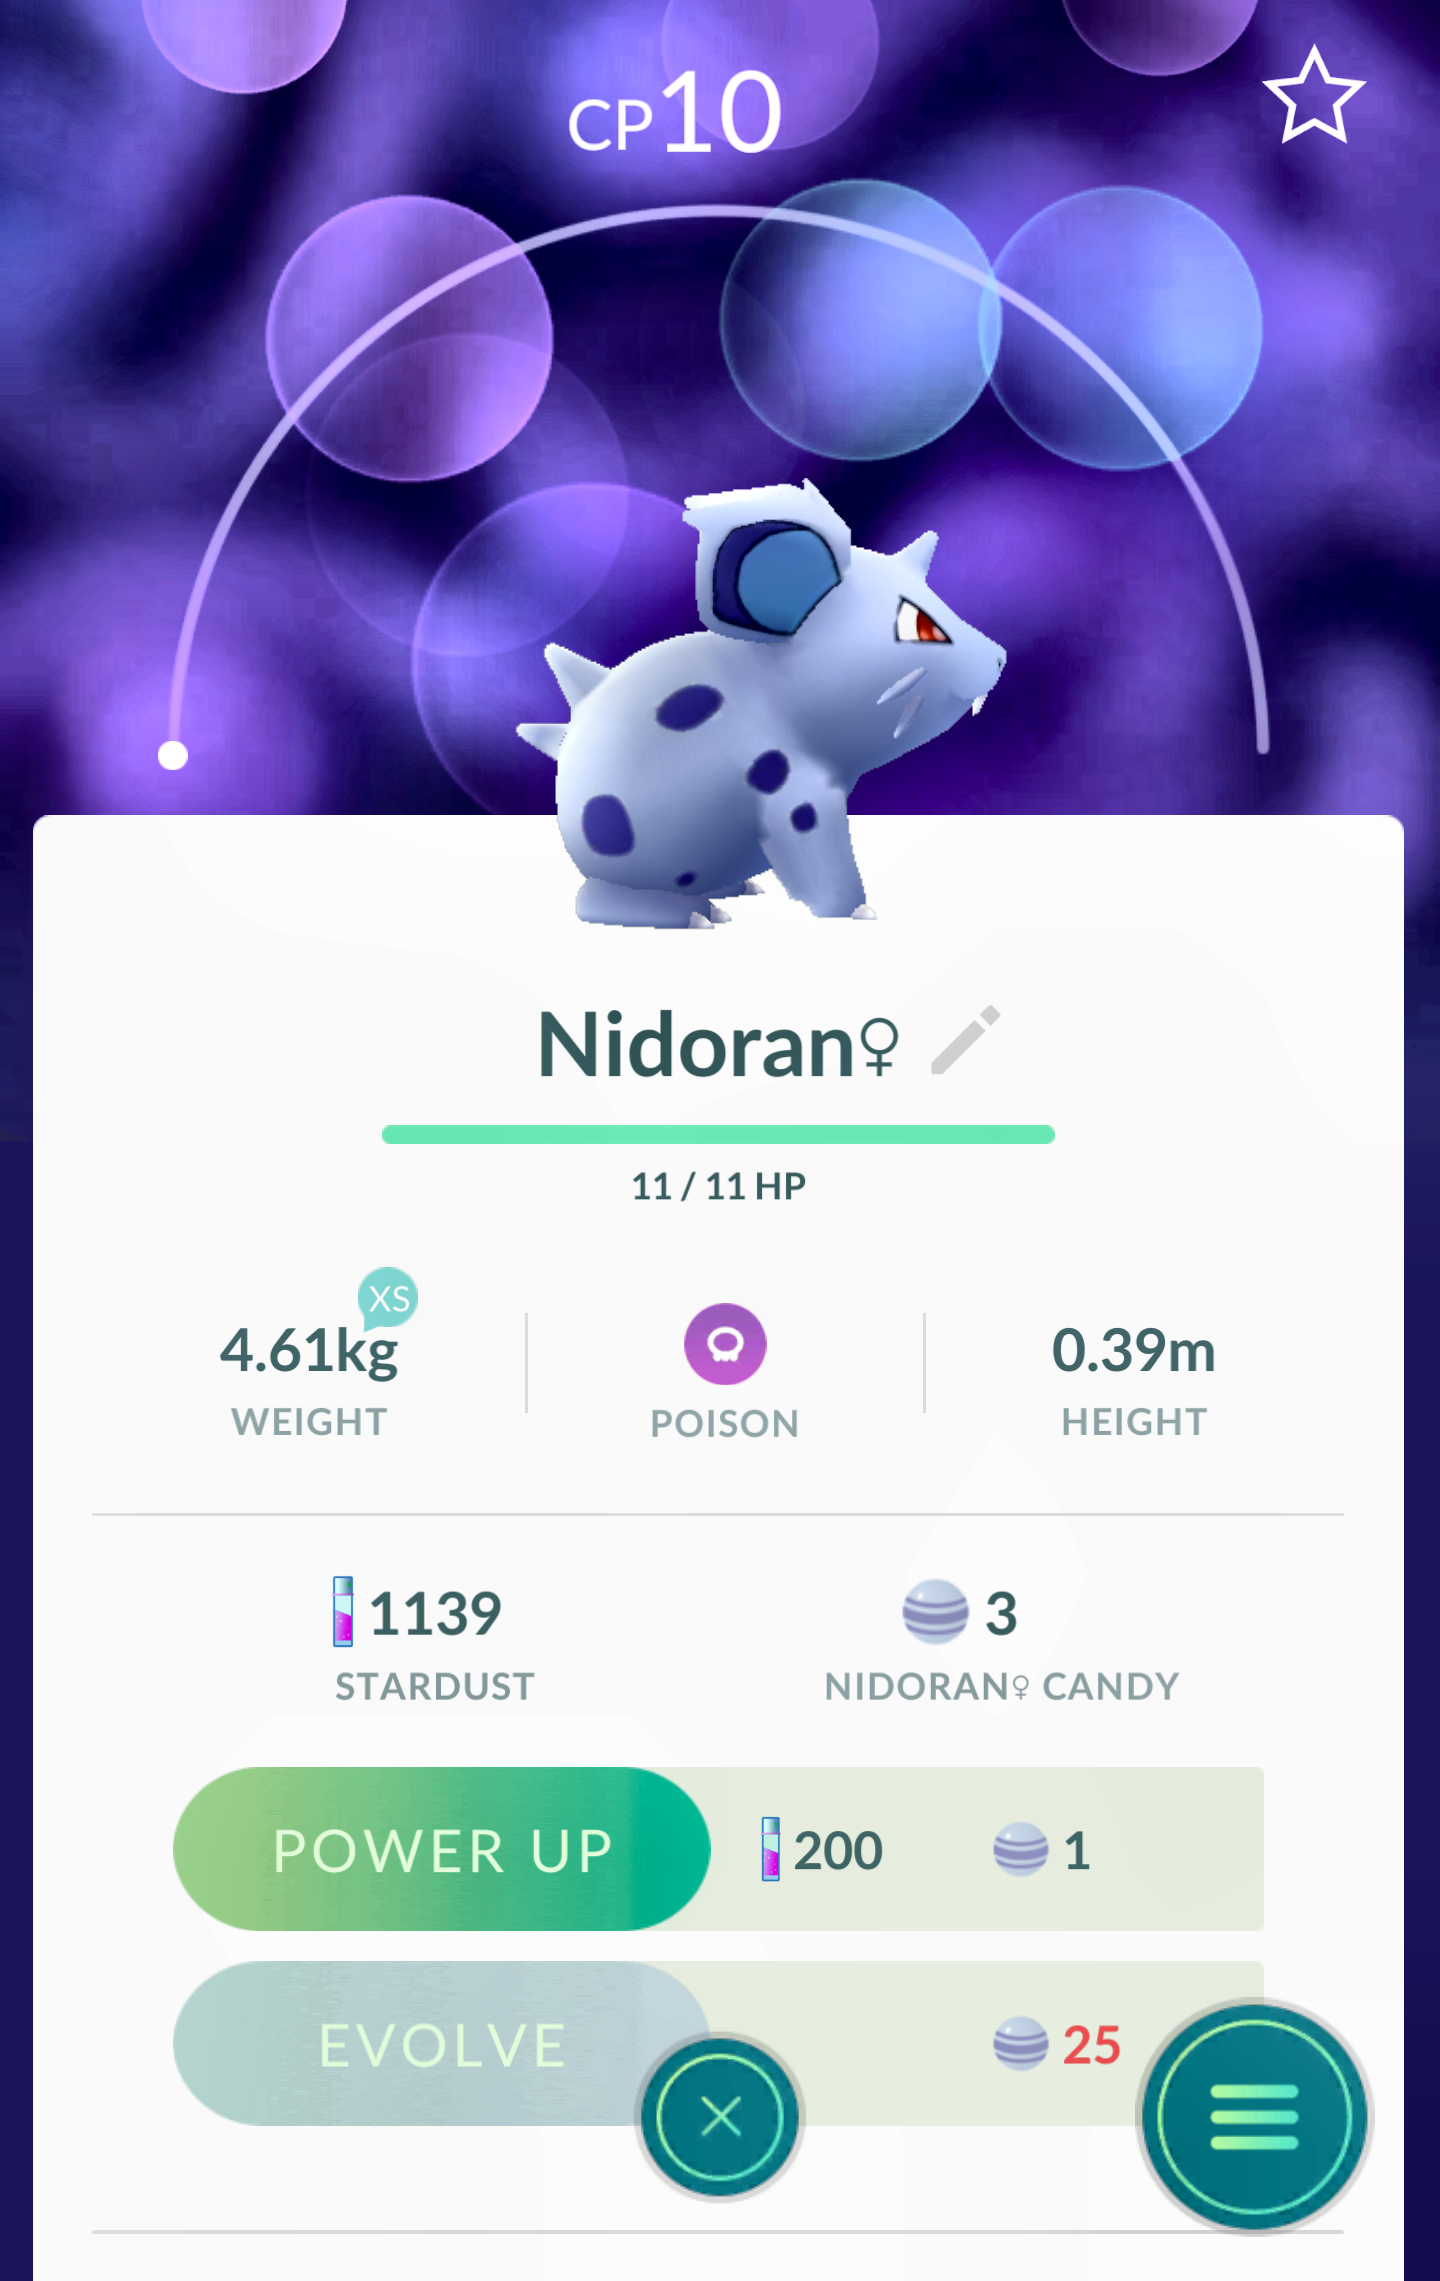 CP10
Nidoran♀
11 / 11 HP
XS
4.61kg
WEIGHT
POISON
0.39m
HEIGHT
1139
STARDUST
3
NIDORAN♀ CANDY
POWER UP 200 1
EVOLVE 25